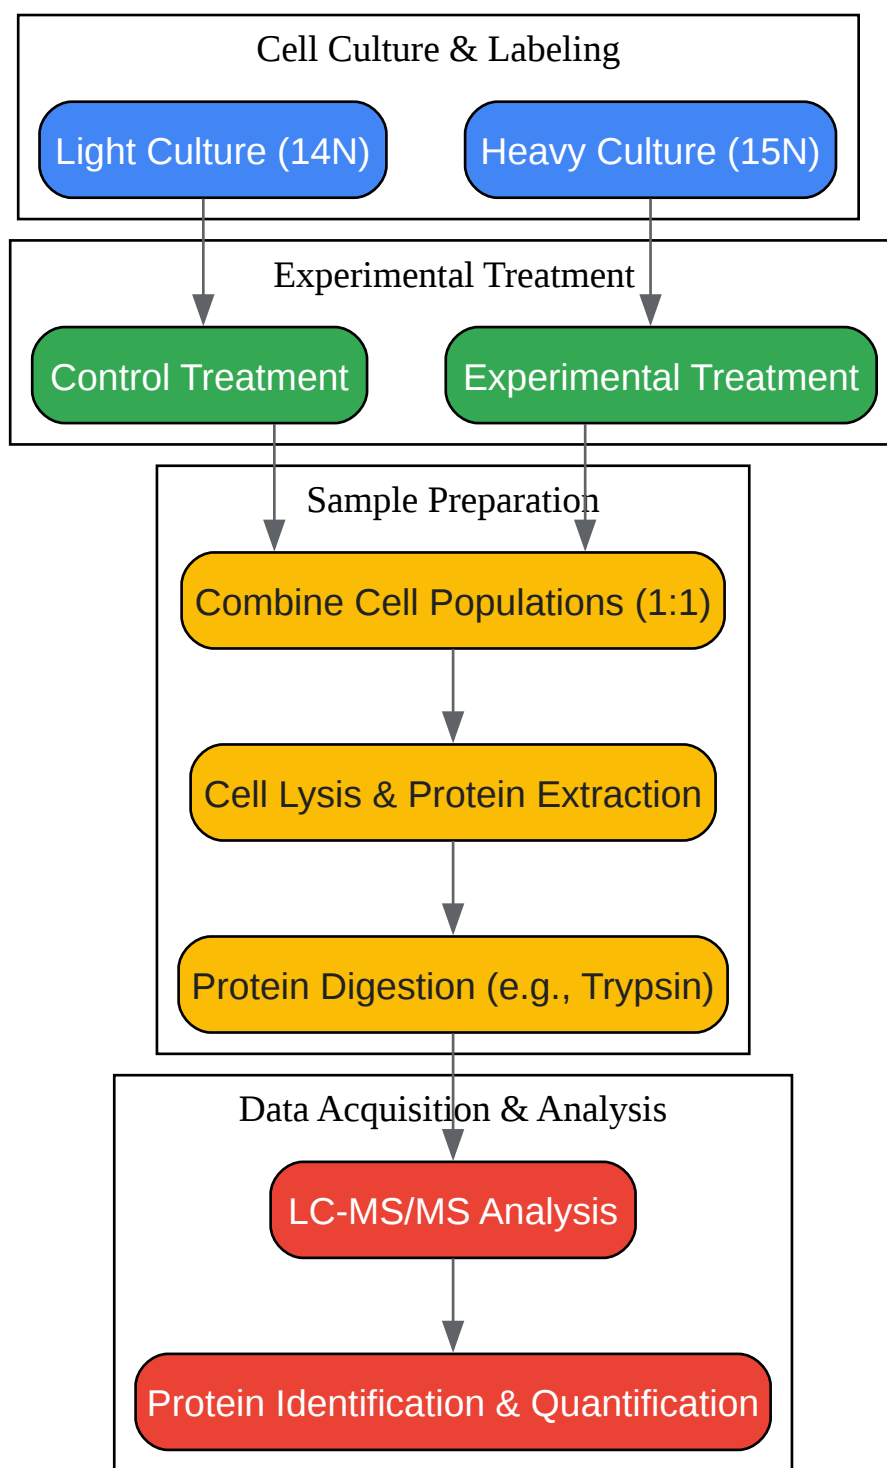 Cell Culture & Labeling
Light Culture (14N)
Heavy Culture (15N)
Experimental Treatment
Control Treatment
Experimental Treatment
Sample Preparation
Combine Cell Populations (1:1)
Cell Lysis & Protein Extraction
Protein Digestion (e.g., Trypsin)
Data Acquisition & Analysis
LC-MS/MS Analysis
Protein Identification & Quantification